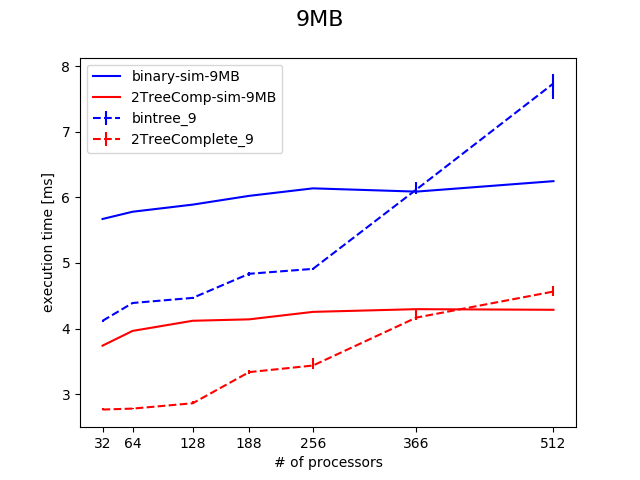 9MB
binary-sim-9MB
2TreeComp-sim-9MB
bintree_9
2TreeComplete_9
execution time [ms]
8
7
6
5
4
3
32 64 128 188 256 366 512
# of processors